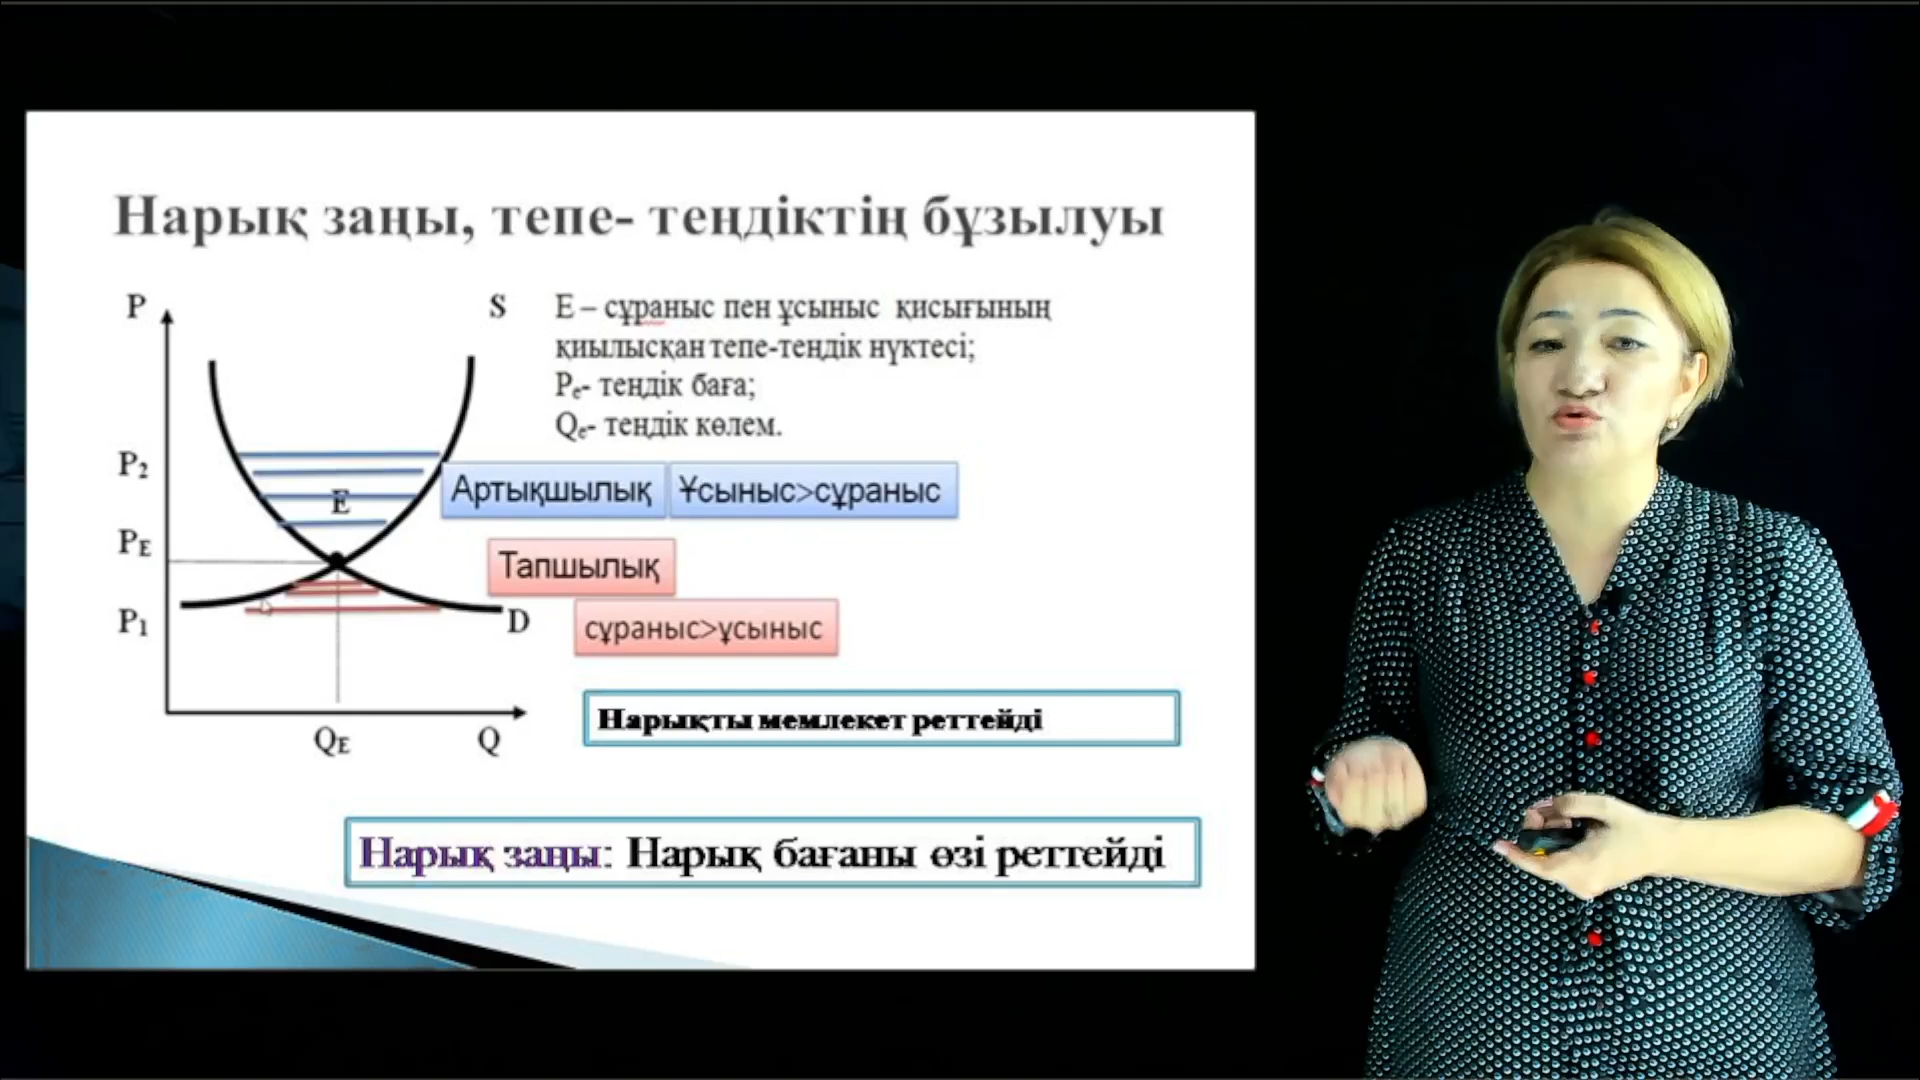 Нарық заңы, тепе- теңдіктің бұзылуы
P
S
E – сұраныс пен ұсыныс қисығының
қиылысқан тепе-теңдік нүктесі;
Pe- теңдік баға;
Qe- теңдік көлем.
P2
E
Артықшылық
Ұсыныс>сұраныс
PE
Тапшылық
P1
D
сұраныс>ұсыныс
QE
Q
Нарықты мемлекет реттейді
Нарық заңы: Нарық бағаны өзі реттейді